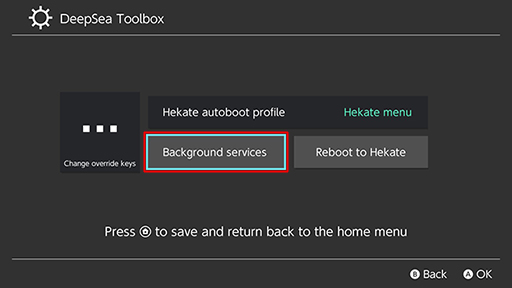 DeepSea Toolbox
Hekate autoboot profile Hekate menu
Change override keys
Background services
Reboot to Hekate
Press to save and return back to the home menu
B Back A OK